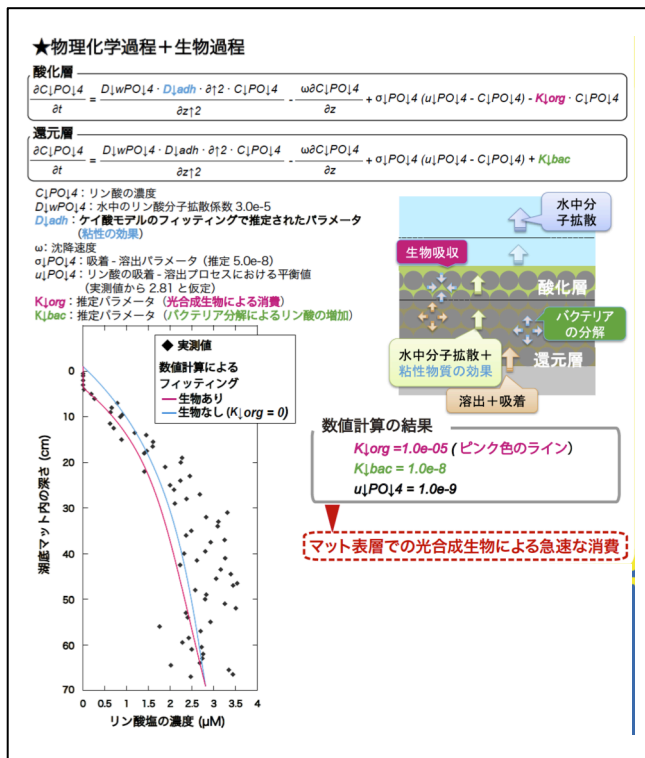 ★物理化学過程＋生物過程
酸化層
∂C↓PO↓4 / ∂t = D↓wPO↓4 · D↓adh · ∂↑2 · C↓PO↓4 / ∂z↑2 - ω∂C↓PO↓4 / ∂z + σ↓PO↓4 (u↓PO↓4 - C↓PO↓4) - K↓org · C↓PO↓4
還元層
∂C↓PO↓4 / ∂t = D↓wPO↓4 · D↓adh · ∂↑2 · C↓PO↓4 / ∂z↑2 - ω∂C↓PO↓4 / ∂z + σ↓PO↓4 (u↓PO↓4 - C↓PO↓4) + K↓bac
C↓PO↓4：リン酸の濃度
D↓wPO↓4：水中のリン酸分子拡散係数 3.0e-5
D↓adh：ケイ酸モデルのフィッティングで推定されたパラメータ
（粘性の効果）
ω：沈降速度
σ↓PO↓4：吸着 - 溶出パラメータ（推定 5.0e-8）
u↓PO↓4：リン酸の吸着 - 溶出プロセスにおける平衡値
（実測値から 2.81 と仮定）
K↓org：推定パラメータ（光合成生物による消費）
K↓bac：推定パラメータ（バクテリア分解によるリン酸の増加）
水中分
子拡散
生物吸収
酸化層
バクテリア
の分解
水中分子拡散＋
粘性物質の効果
還元層
溶出＋吸着
◆ 実測値
数値計算による
フィッティング
生物あり
生物なし (K↓org = 0)
湖底マット内の深さ (cm)
0
10
20
30
40
50
60
70
0 0.5 1 1.5 2 2.5 3 3.5 4
リン酸塩の濃度 (μM)
数値計算の結果
K↓org =1.0e-05 ( ピンク色のライン）
K↓bac = 1.0e-8
u↓PO↓4 = 1.0e-9
マット表層での光合成生物による急速な消費